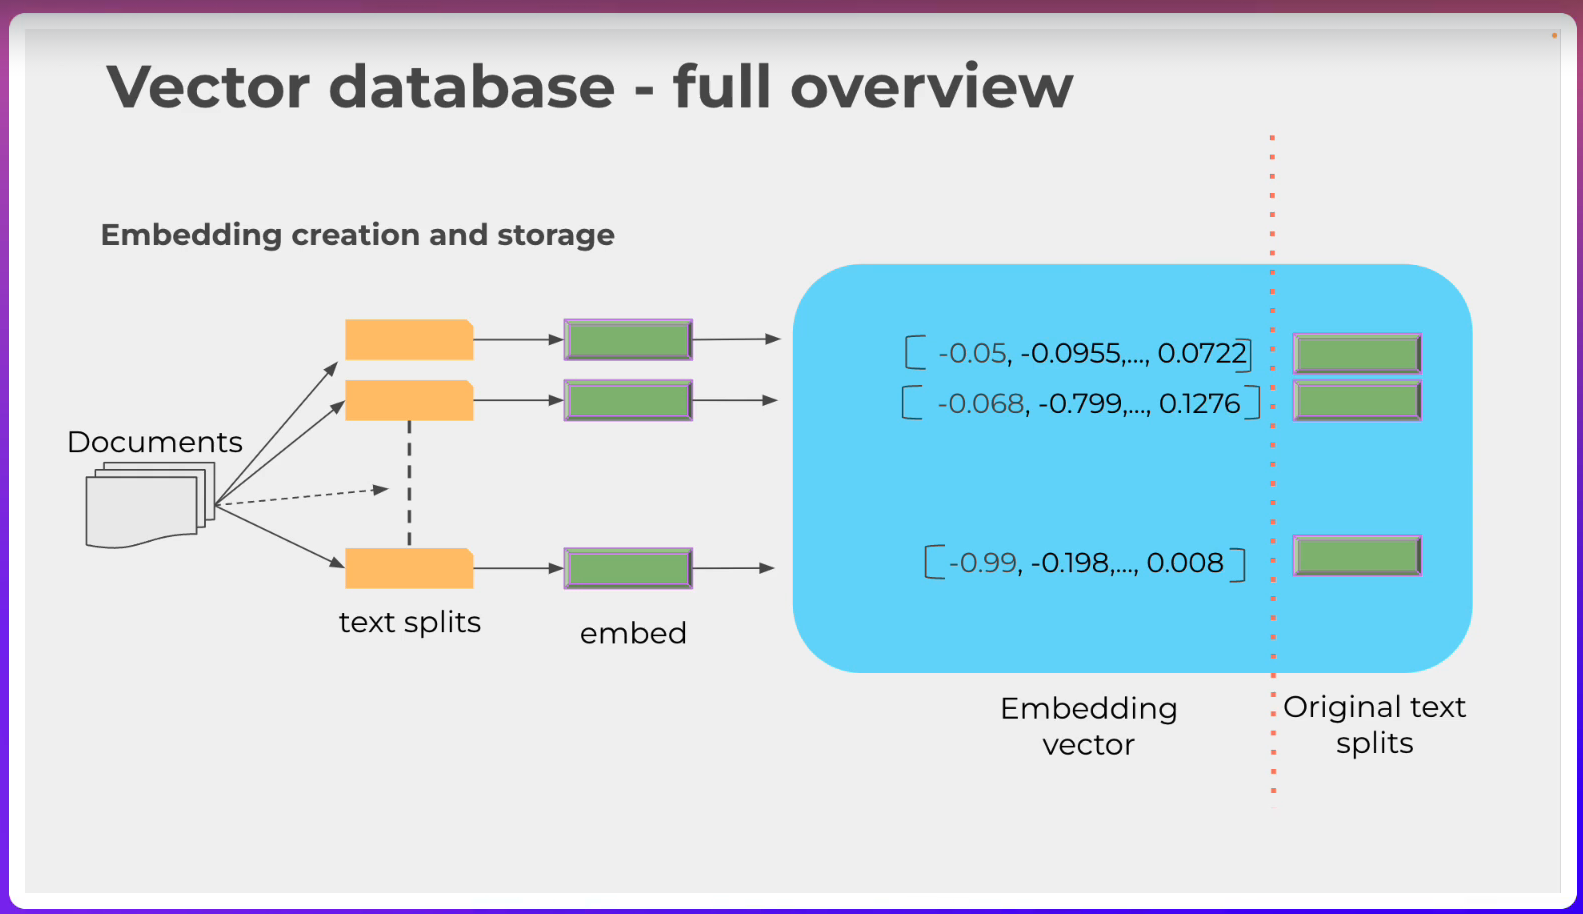 Vector database - full overview
Embedding creation and storage
Documents
text splits
embed
[ -0.05, -0.0955,..., 0.0722]
[ -0.068, -0.799,..., 0.1276 ]
[-0.99, -0.198,..., 0.008 ]
Embedding
vector
Original text
splits